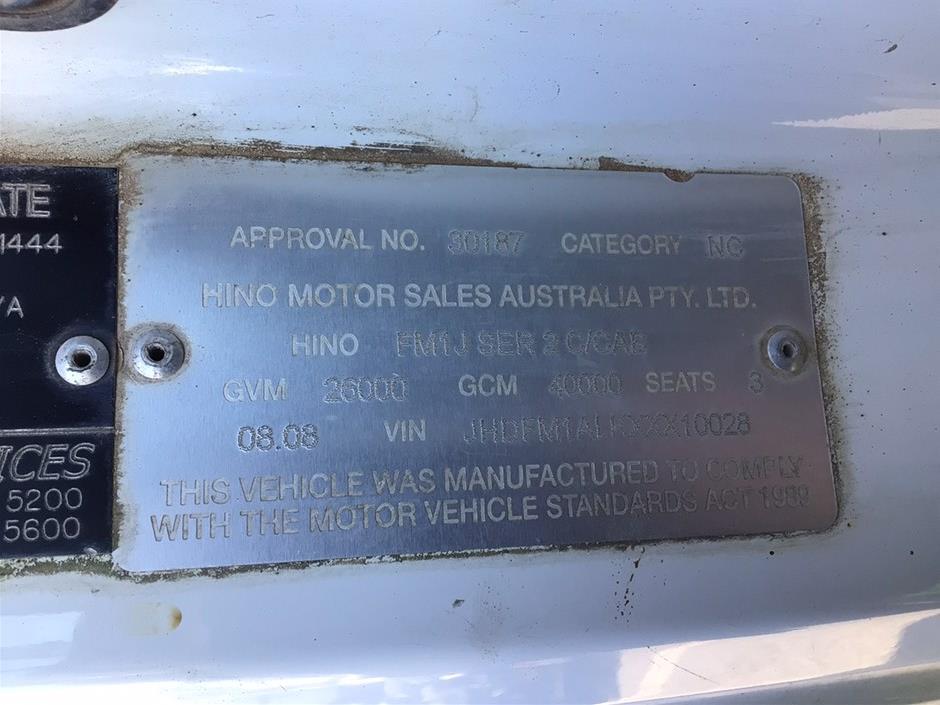 ATE
1444
/A
ICES
5200
5600
APPROVAL NO. 30187 CATEGORY NC
HINO MOTOR SALES AUSTRALIA PTY. LTD.
HINO FM1J SER 2 C/CAB
GVM 26000 GCM 40000 SEATS 3
08.08 VIN
THIS VEHICLE WAS MANUFACTURED TO COMPLY
WITH THE MOTOR VEHICLE STANDARDS ACT 1989